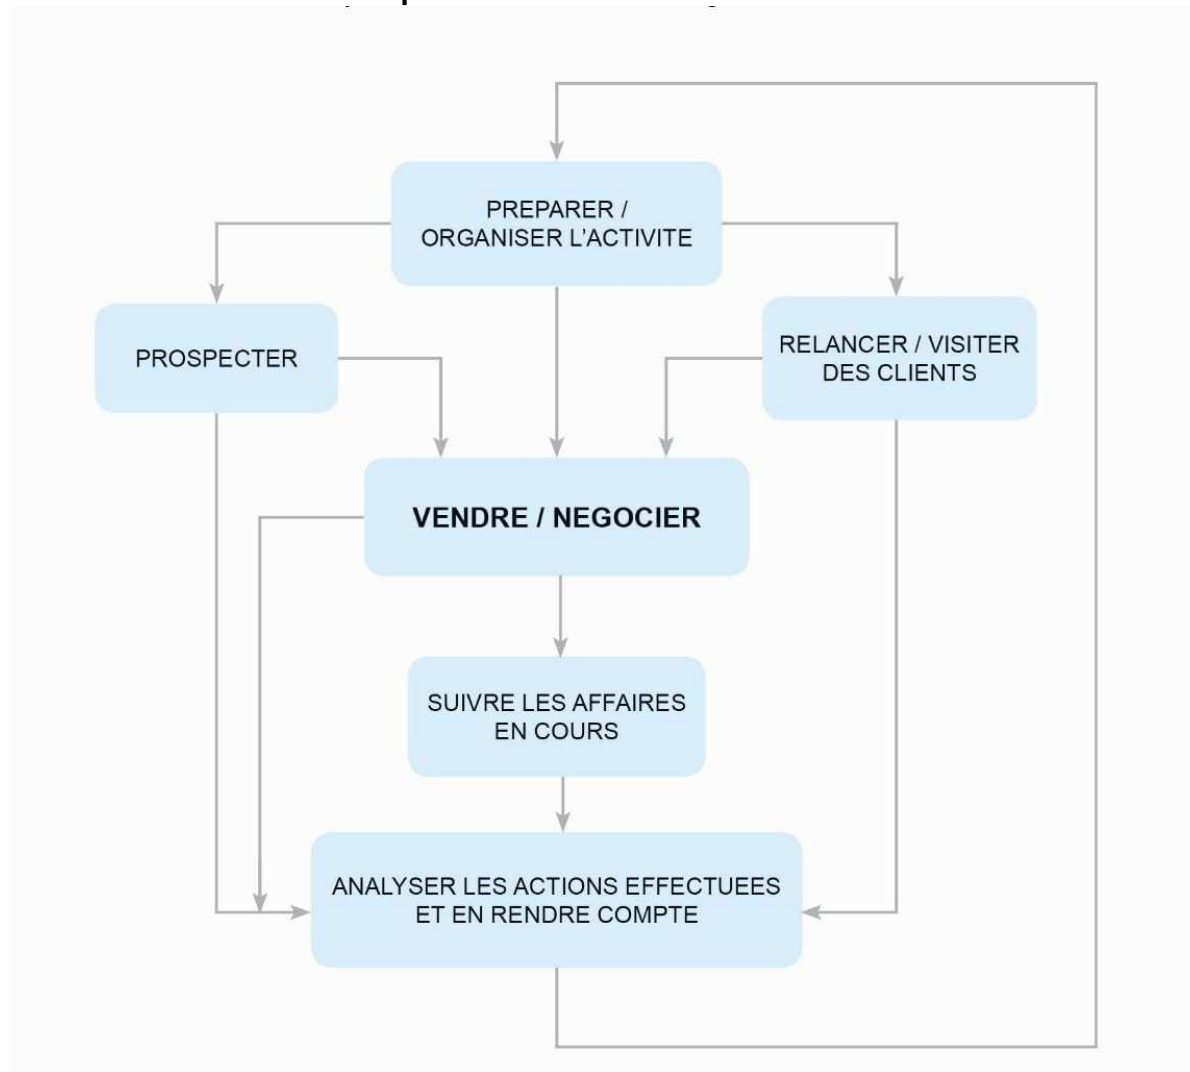 PREPARER /
ORGANISER L'ACTIVITE
PROSPECTER
RELANCER / VISITER
DES CLIENTS
VENDRE / NEGOCIER
SUIVRE LES AFFAIRES
EN COURS
ANALYSER LES ACTIONS EFFECTUEES
ET EN RENDRE COMPTE